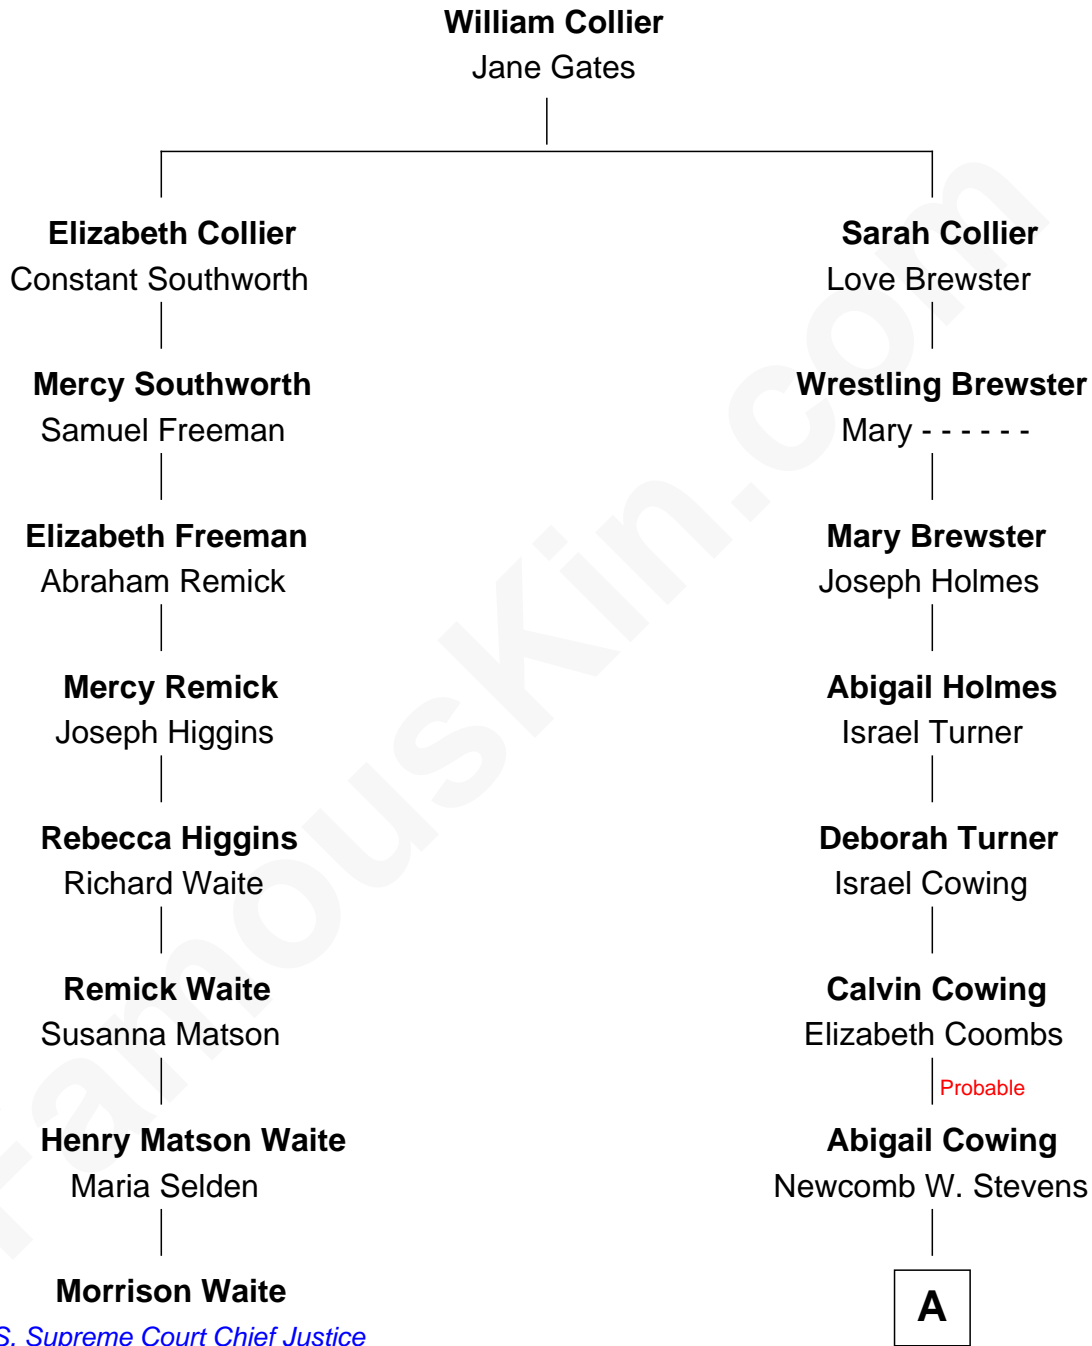 William Collier
Jane Gates
Elizabeth Collier
Constant Southworth
Sarah Collier
Love Brewster
Mercy Southworth
Samuel Freeman
Wrestling Brewster
Mary - - - - - -
Elizabeth Freeman
Abraham Remick
Mary Brewster
Joseph Holmes
Mercy Remick
Joseph Higgins
Abigail Holmes
Israel Turner
Rebecca Higgins
Richard Waite
Deborah Turner
Israel Cowing
Remick Waite
Susanna Matson
Calvin Cowing
Elizabeth Coombs
Probable
Henry Matson Waite
Maria Selden
Abigail Cowing
Newcomb W. Stevens
Morrison Waite
S. Supreme Court Chief Justice
A
FamousKin.com